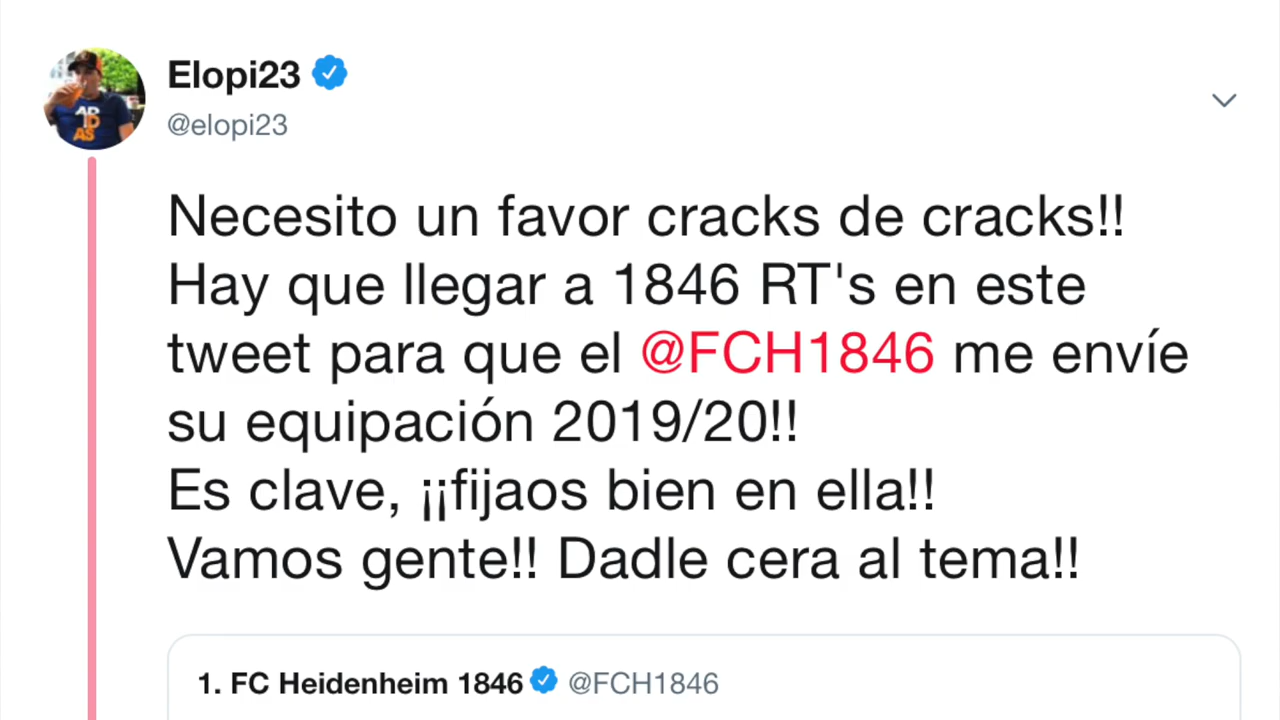 Elopi23
@elopi23
Necesito un favor cracks de cracks!!
Hay que llegar a 1846 RT's en este
tweet para que el @FCH1846 me envíe
su equipación 2019/20!!
Es clave, ¡¡fijaos bien en ella!!
Vamos gente!! Dadle cera al tema!!
1. FC Heidenheim 1846 @FCH1846